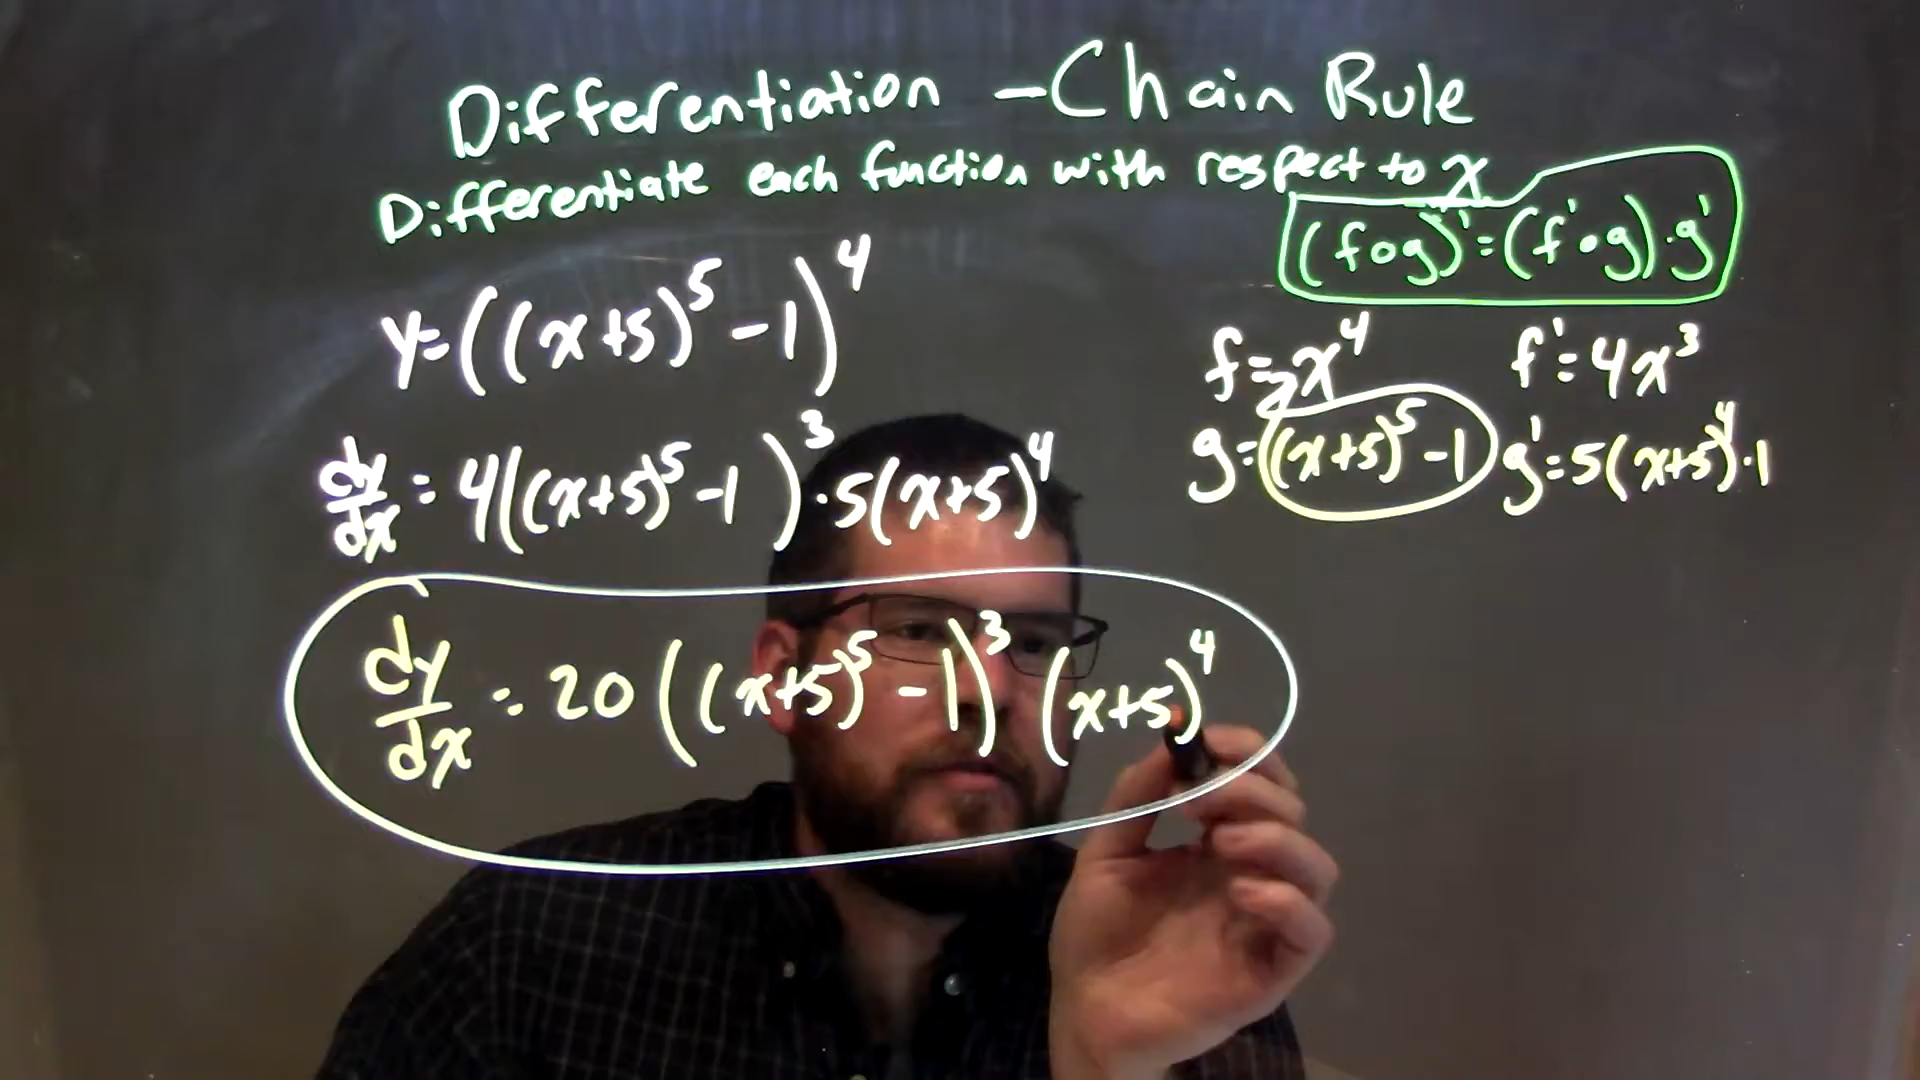 Differentiation - Chain Rule
Differentiate each function with respect to x
(f∘g)' = (f'∘g)·g'
y = ((x+5)^5 - 1)^4
f = x^4 f' = 4x^3
g = (x+5)^5 - 1 g' = 5(x+5)^4 · 1
dy/dx = 4((x+5)^5 - 1)^3 · 5(x+5)^4
dy/dx = 20((x+5)^5 - 1)^3 (x+5)^4